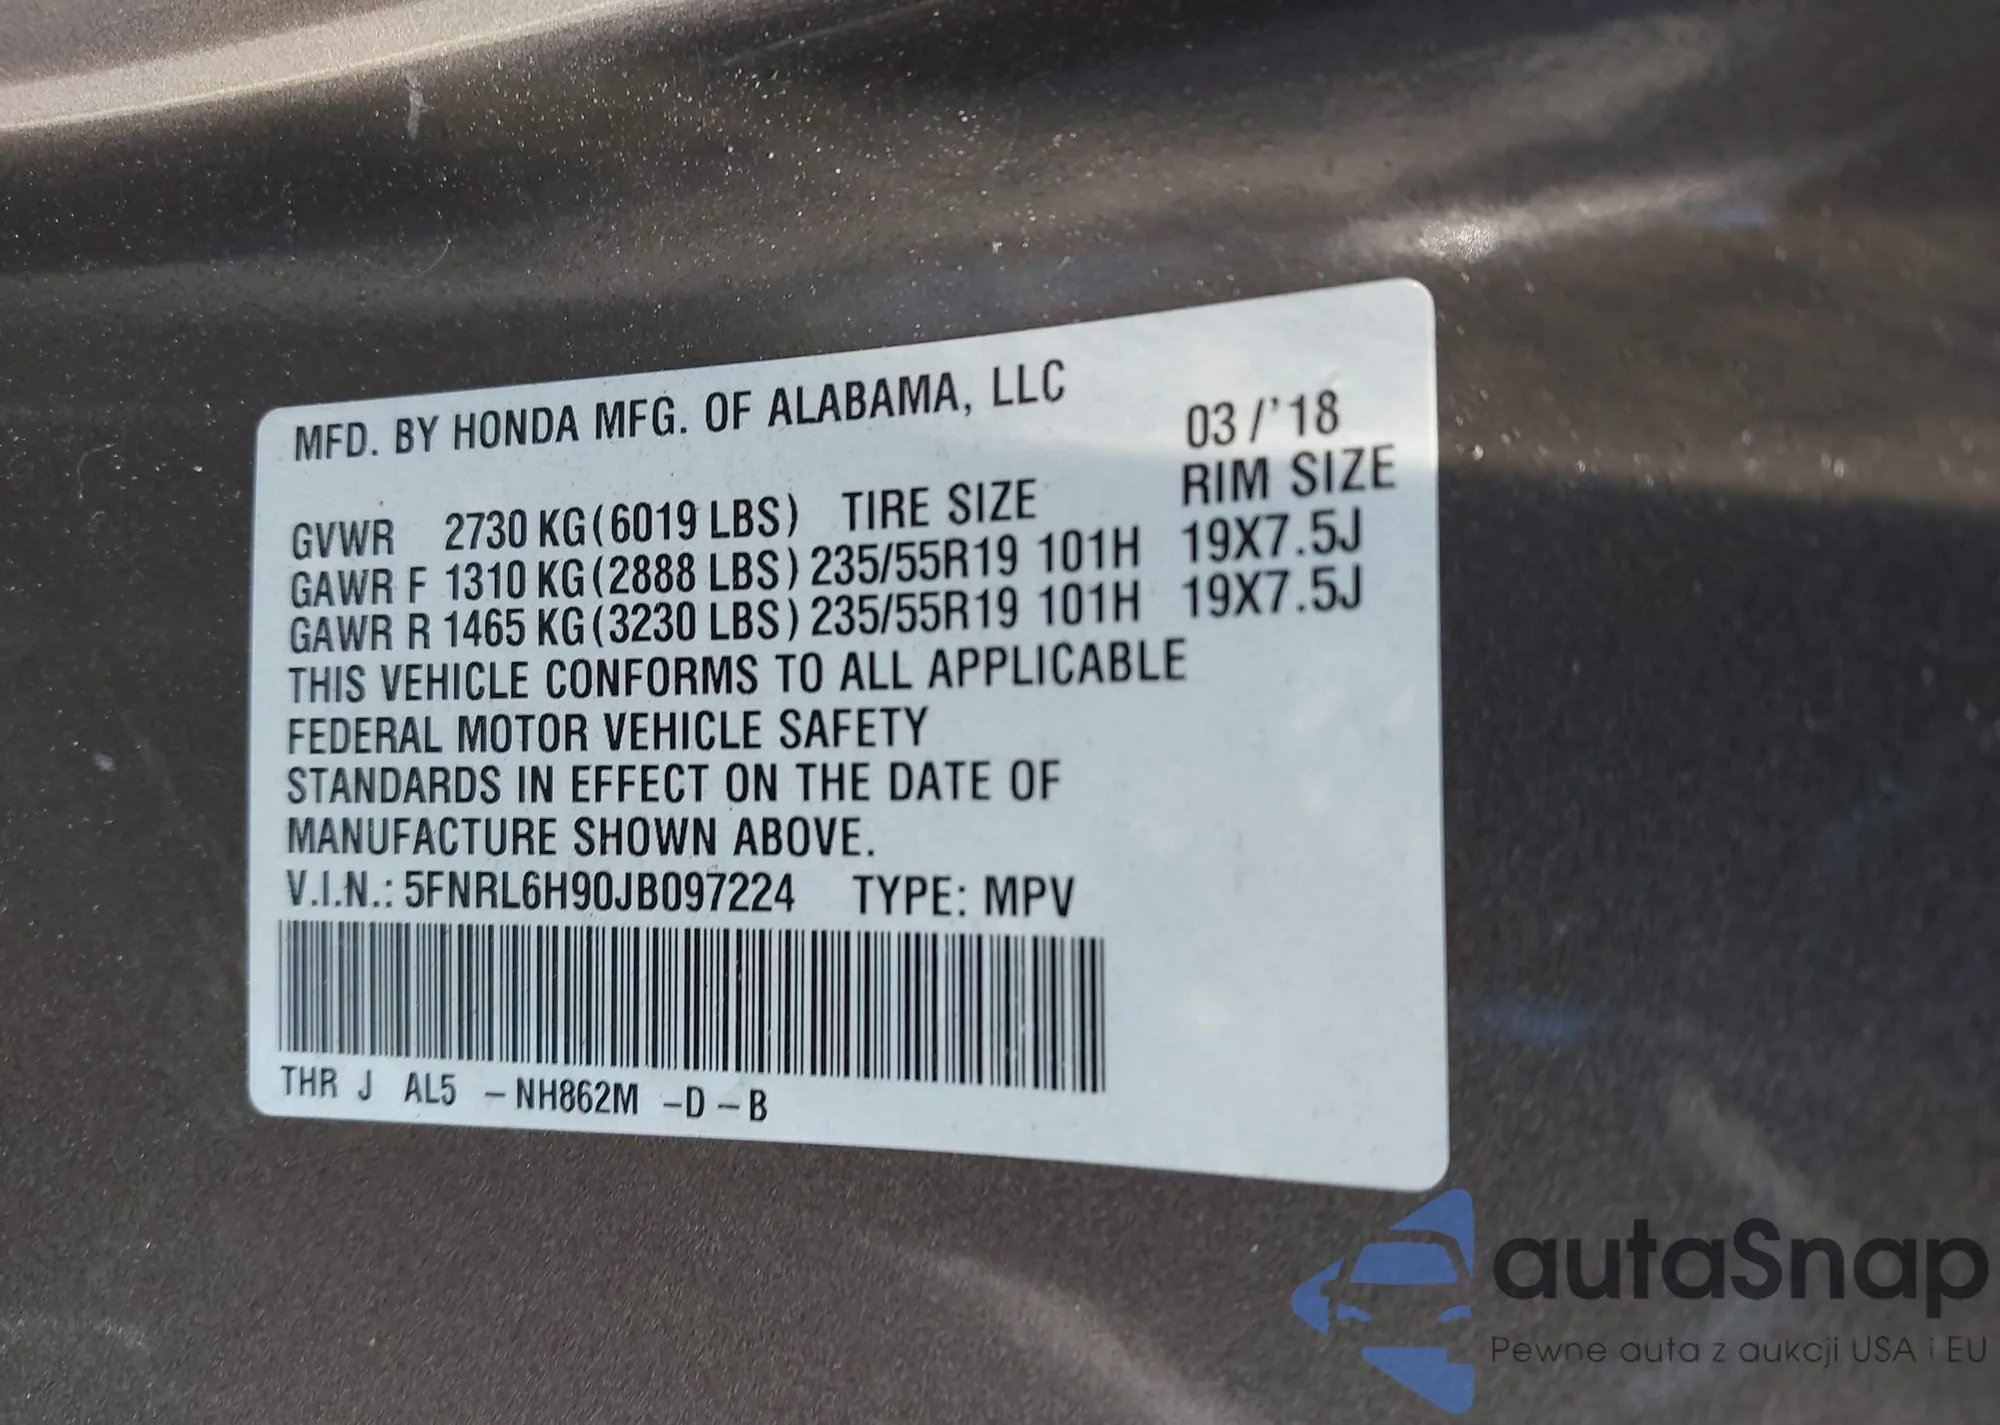 MFD. BY HONDA MFG. OF ALABAMA, LLC 03/'18
GVWR 2730 KG(6019 LBS) TIRE SIZE RIM SIZE
GAWR F 1310 KG(2888 LBS) 235/55R19 101H 19X7.5J
GAWR R 1465 KG(3230 LBS) 235/55R19 101H 19X7.5J
THIS VEHICLE CONFORMS TO ALL APPLICABLE
FEDERAL MOTOR VEHICLE SAFETY
STANDARDS IN EFFECT ON THE DATE OF
MANUFACTURE SHOWN ABOVE.
V.I.N.: 5FNRL6H90JB097224 TYPE: MPV
THR J AL5 -NH862M -D-B
autaSnap
Pewne auta z aukcji USA i EU